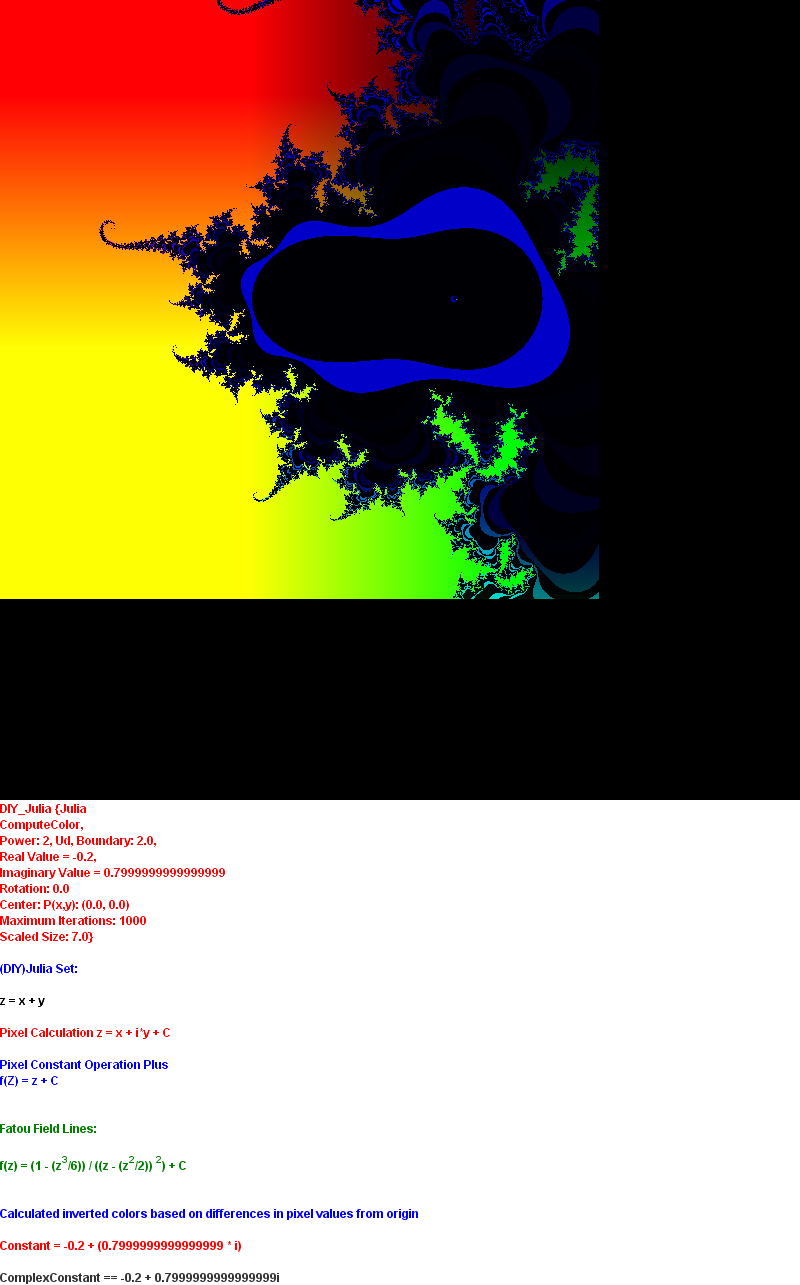 DIY_Julia {Julia
ComputeColor,
Power: 2, Ud, Boundary: 2.0,
Real Value = -0.2,
Imaginary Value = 0.7999999999999999
Rotation: 0.0
Center: P(x,y): (0.0, 0.0)
Maximum Iterations: 1000
Scaled Size: 7.0}
(DIY)Julia Set:
z = x + y
Pixel Calculation z = x + i*y + C
Pixel Constant Operation Plus
f(Z) = z + C
Fatou Field Lines:
f(z) = (1 - (z³/6)) / ((z - (z²/2)) ²) + C
Calculated inverted colors based on differences in pixel values from origin
Constant = -0.2 + (0.7999999999999999 * i)
ComplexConstant == -0.2 + 0.7999999999999999i